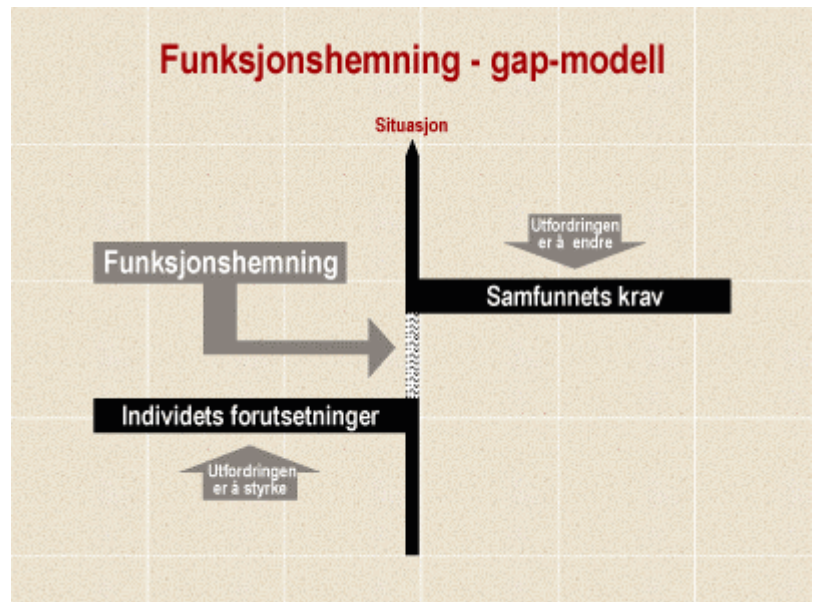 Funksjonshemning - gap-modell
Situasjon
Utfordringen
er å endre
Funksjonshemning
Samfunnets krav
Individets forutsetninger
Utfordringen
er å styrke